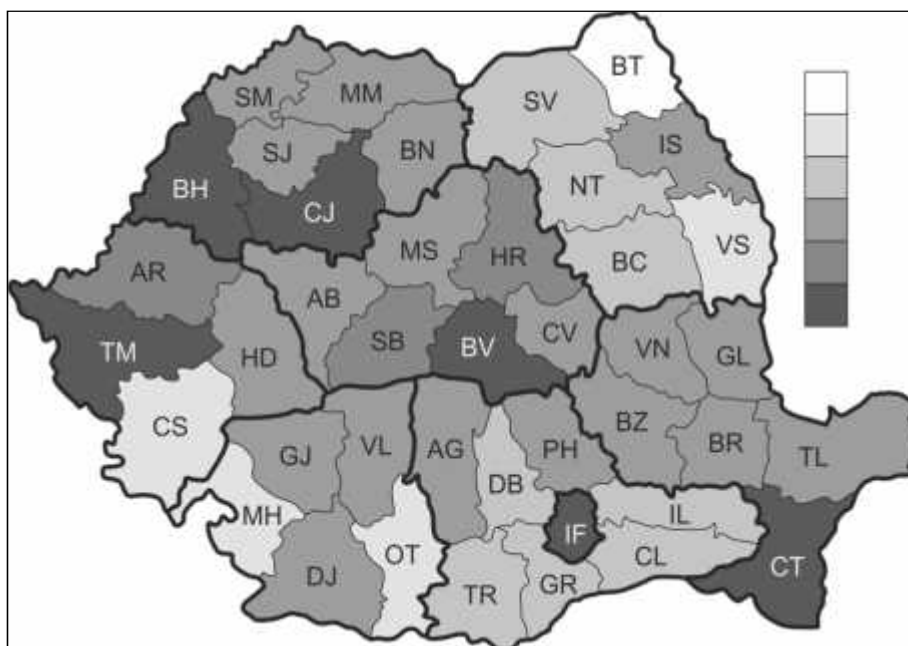 BT
SM
MM
SV
IS
SJ
BN
BH
CJ
NT
MS
HR
BC
VS
AR
AB
TM
HD
SB
BV
CV
VN
GL
CS
GJ
VL
AG
PH
BZ
BR
TL
DB
MH
IL
OT
IF
CL
CT
DJ
TR
GR